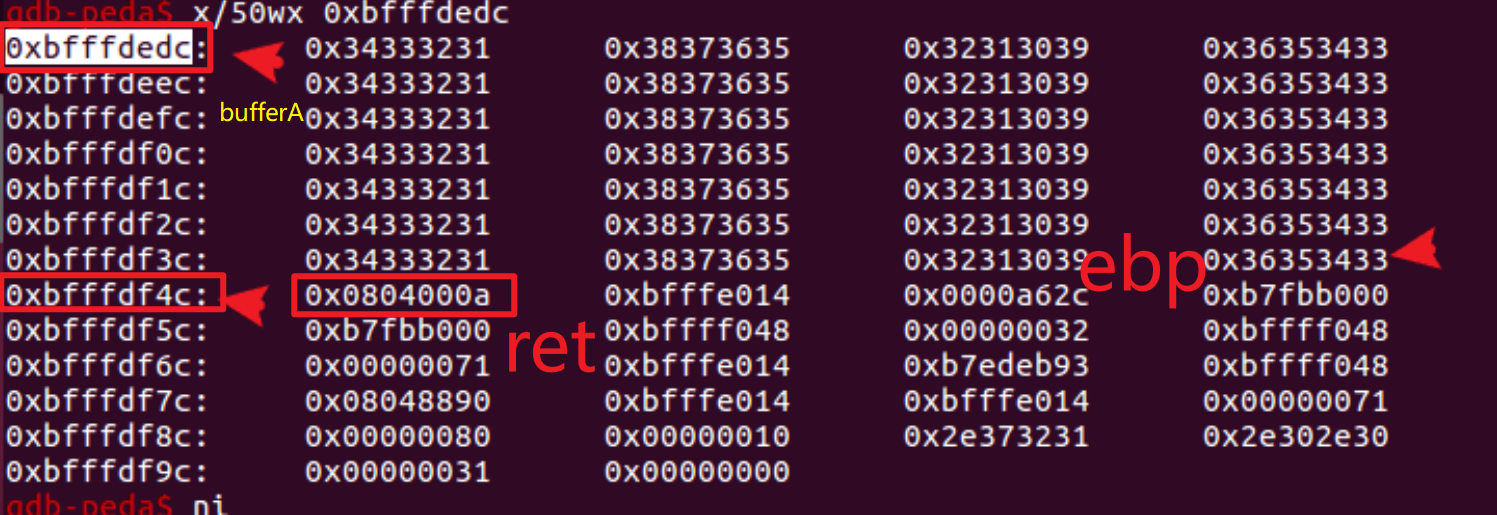 gdb-peda$ x/50wx 0xbfffdedc
0xbfffdedc: 0x34333231 0x38373635 0x32313039 0x36353433
0xbfffdeec: 0x34333231 0x38373635 0x32313039 0x36353433
0xbfffdefc: bufferA 0x34333231 0x38373635 0x32313039 0x36353433
0xbfffdf0c: 0x34333231 0x38373635 0x32313039 0x36353433
0xbfffdf1c: 0x34333231 0x38373635 0x32313039 0x36353433
0xbfffdf2c: 0x34333231 0x38373635 0x32313039 0x36353433
0xbfffdf3c: 0x34333231 0x38373635 0x32313039 ebp 0x36353433
0xbfffdf4c: 0x0804000a 0xbfffe014 0x0000a62c 0xb7fbb000
0xbfffdf5c: 0xb7fbb000 ret 0xbffff048 0x00000032 0xbffff048
0xbfffdf6c: 0x00000071 0xbfffe014 0xb7edeb93 0xbffff048
0xbfffdf7c: 0x08048890 0xbfffe014 0xbfffe014 0x00000071
0xbfffdf8c: 0x00000080 0x00000010 0x2e373231 0x2e302e30
0xbfffdf9c: 0x00000031 0x00000000
gdb-peda$ ni